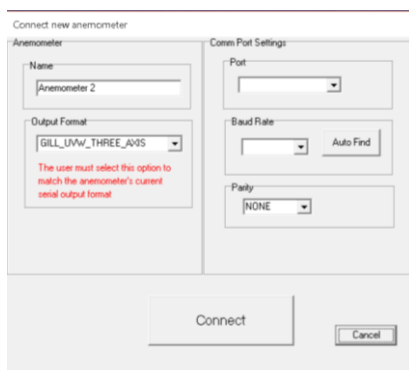 Connect new anemometer
Anemometer
Name
Anemometer 2
Output Format
GILL_UVW_THREE_AXIS
The user must select this option to
match the anemometer's current
serial output format
Comm Port Settings
Port
Baud Rate
Auto Find
Parity
NONE
Connect
Cancel